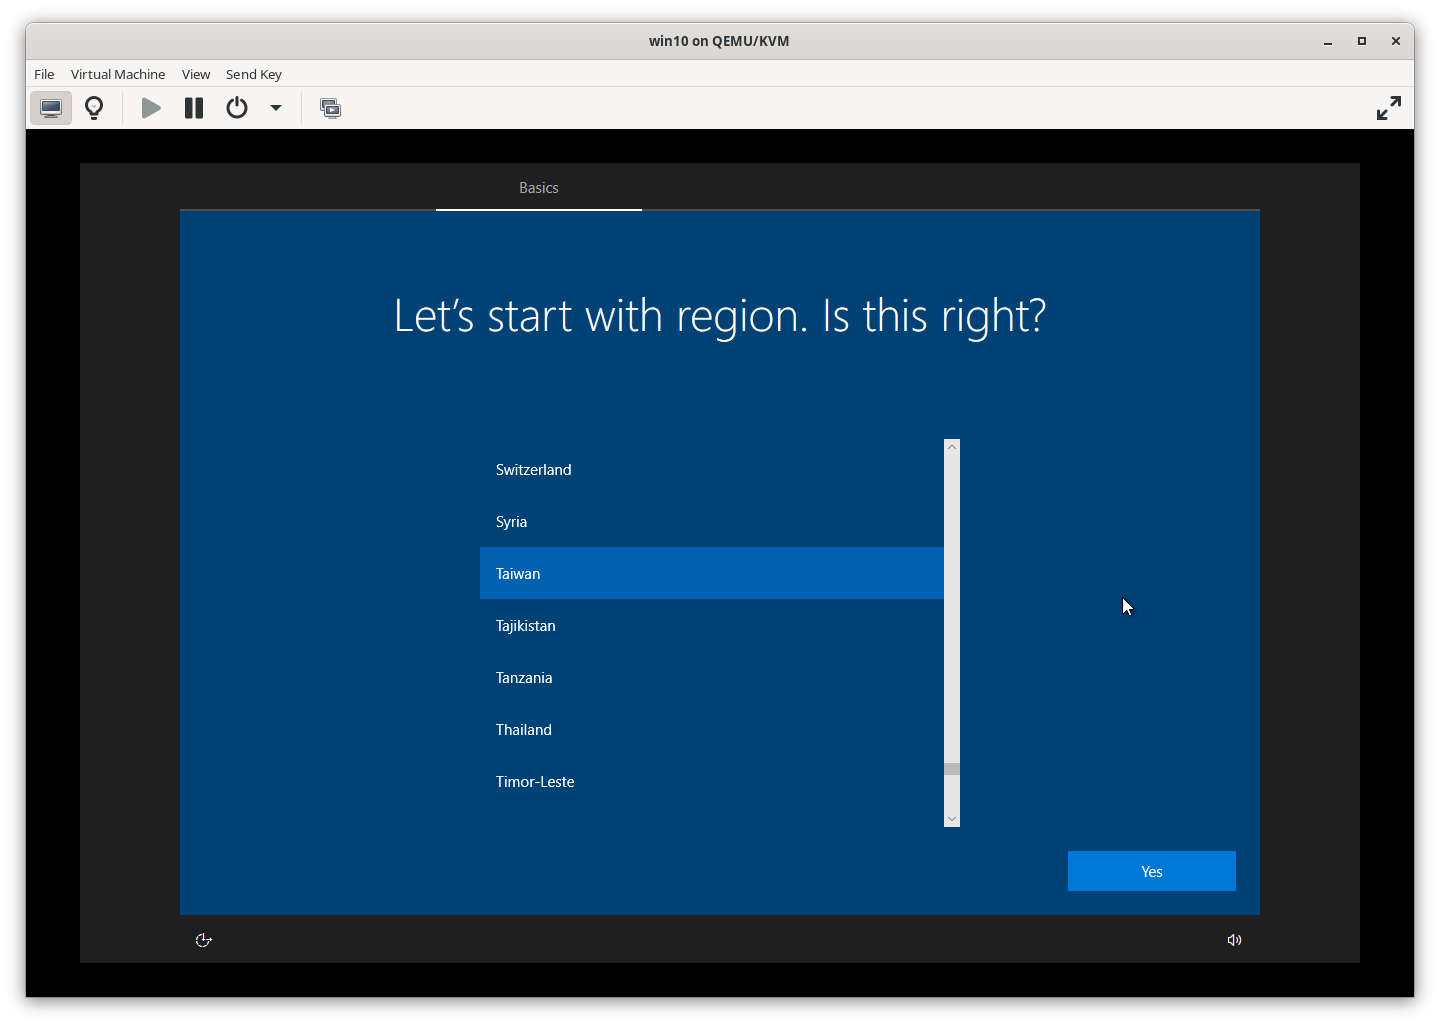 win10 on QEMU/KVM
File Virtual Machine View Send Key
Basics
Let's start with region. Is this right?
Switzerland
Syria
Taiwan
Tajikistan
Tanzania
Thailand
Timor-Leste
Yes